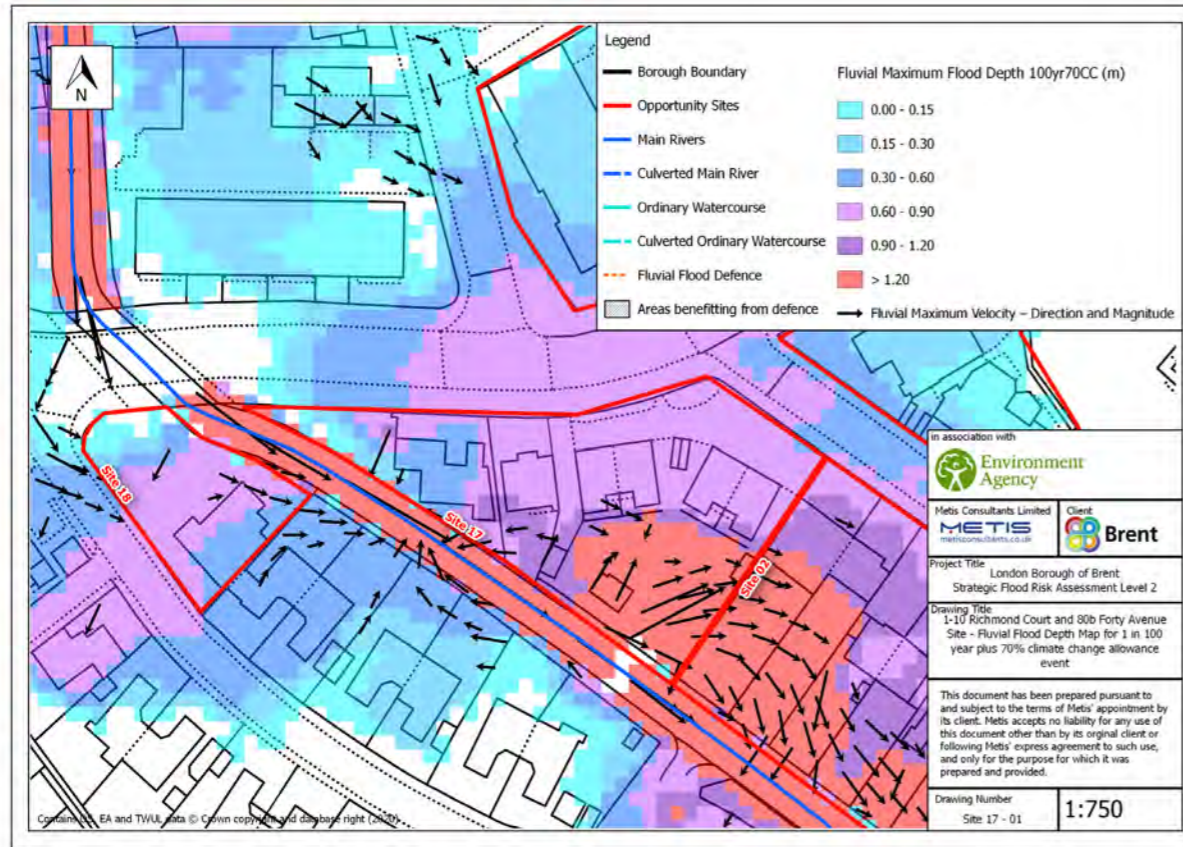 N
Legend
Borough Boundary
Opportunity Sites
Main Rivers
Culverted Main River
Ordinary Watercourse
Culverted Ordinary Watercourse
Fluvial Flood Defence
Areas benefitting from defence
Fluvial Maximum Flood Depth 100yr70CC (m)
0.00 - 0.15
0.15 - 0.30
0.30 - 0.60
0.60 - 0.90
0.90 - 1.20
> 1.20
Fluvial Maximum Velocity – Direction and Magnitude
Site 18
Site 17
Site 02
in association with
Environment
Agency
Metis Consultants Limited
METIS
metisconsultants.co.uk
Client
Brent
Project Title
London Borough of Brent
Strategic Flood Risk Assessment Level 2
Drawing Title
1-10 Richmond Court and 80b Forty Avenue
Site - Fluvial Flood Depth Map for 1 in 100
year plus 70% climate change allowance
event
This document has been prepared pursuant to
and subject to the terms of Metis' appointment by
its client. Metis accepts no liability for any use of
this document other than by its orginal client or
following Metis' express agreement to such use,
and only for the purpose for which it was
prepared and provided.
Drawing Number
Site 17 - 01
1:750
Contains EA and TWUL data © Crown copyright and database right